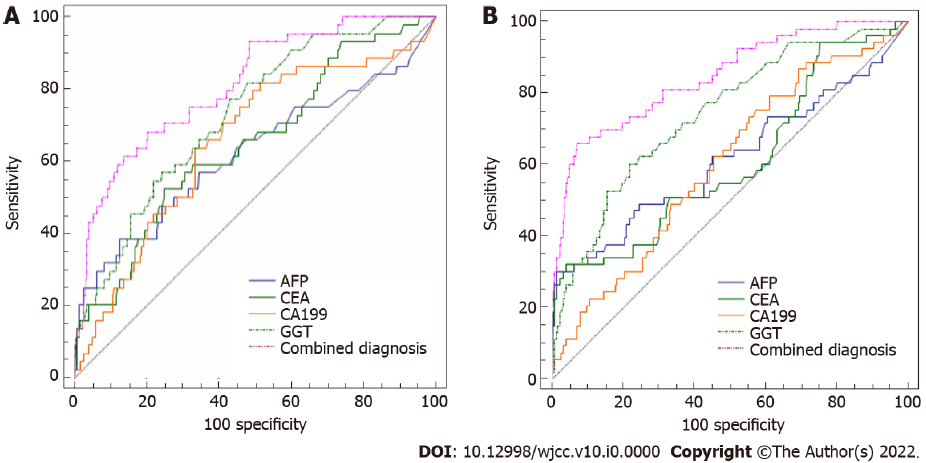 A
100
80
60
40
20
0
Sensitivity
AFP
CEA
CA199
GGT
Combined diagnosis
0 20 40 60 80 100
100 specificity
B
100
80
60
40
20
0
Sensitivity
AFP
CEA
CA199
GGT
Combined diagnosis
0 20 40 60 80 100
100 specificity
DOI: 10.12998/wjcc.v10.i0.0000 Copyright ©The Author(s) 2022.